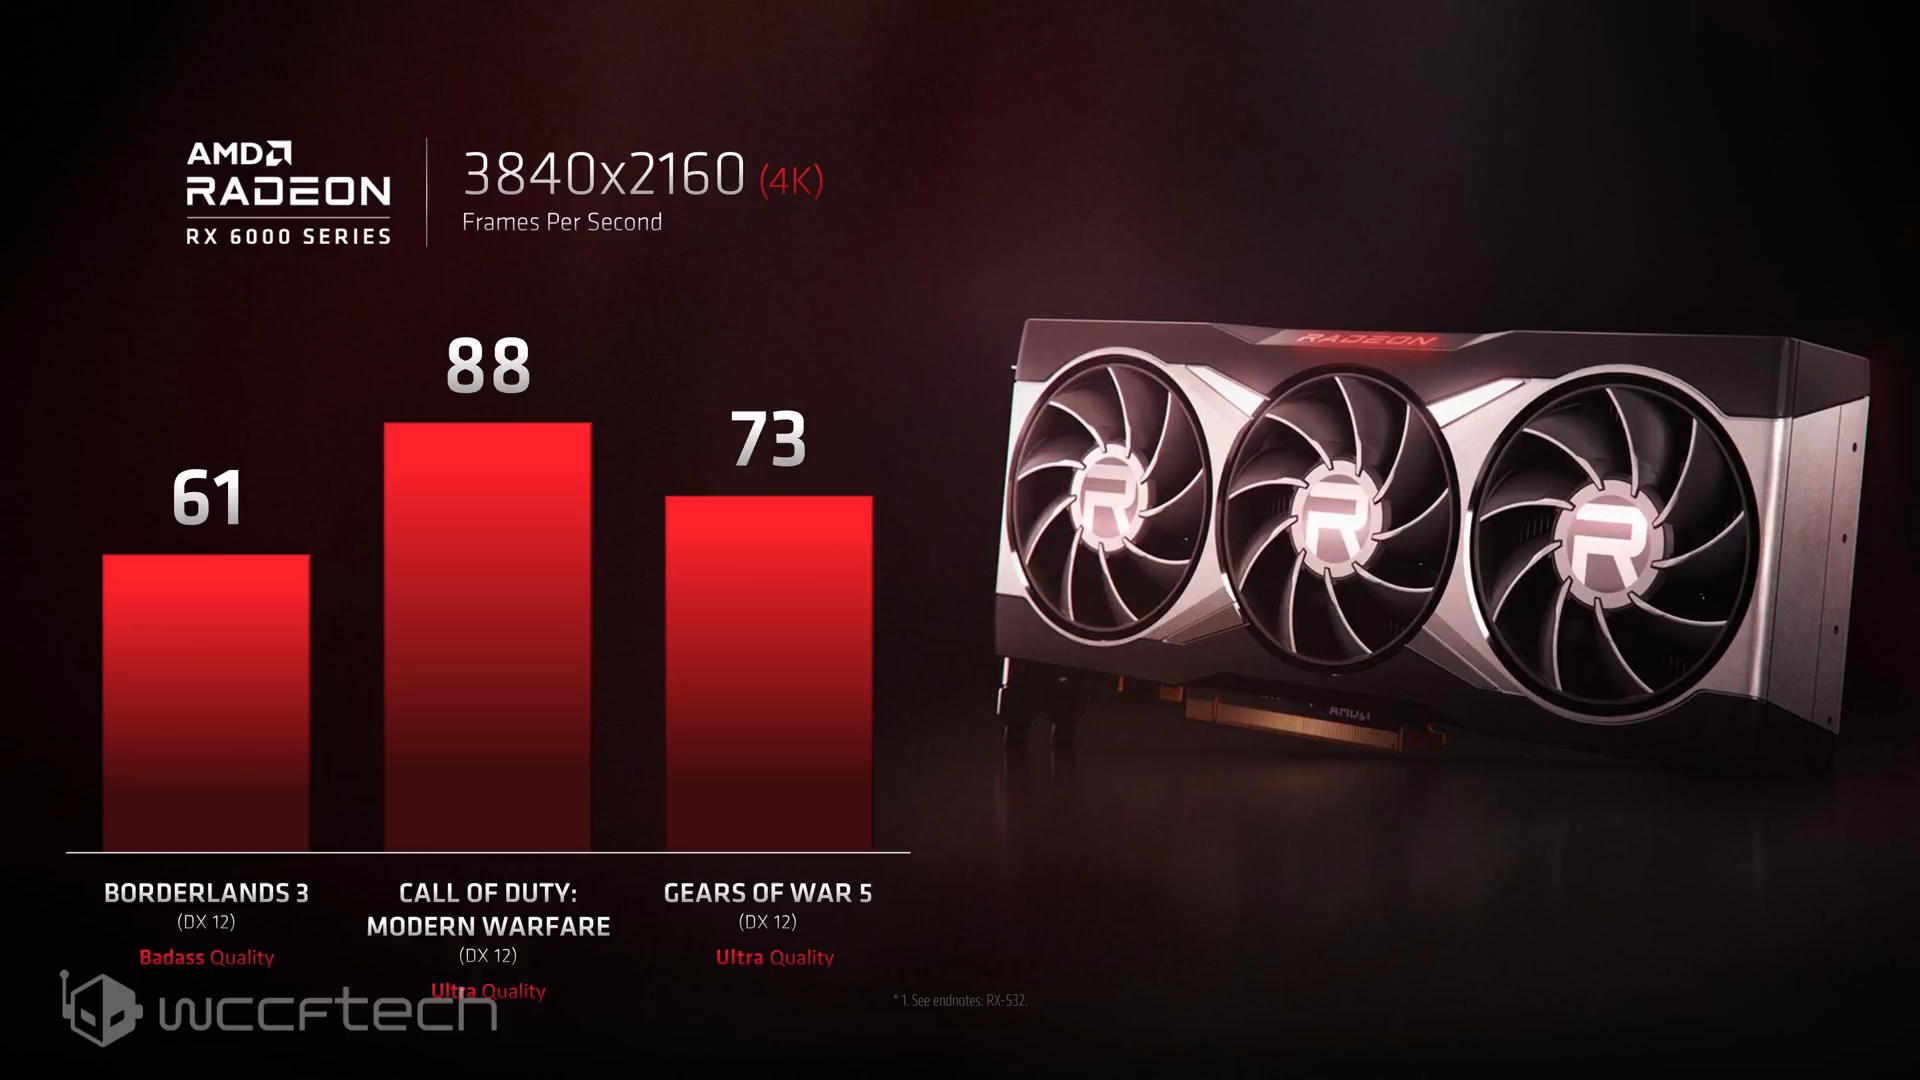 AMD
RADEON
RX 6000 SERIES
3840x2160 (4K)
Frames Per Second
61
88
73
BORDERLANDS 3
(DX 12)
Badass Quality
CALL OF DUTY:
MODERN WARFARE
(DX 12)
Ultra Quality
GEARS OF WAR 5
(DX 12)
Ultra Quality
RADEON
R
R
R
AMD
* 1. See endnotes: RX-532.
wccftech